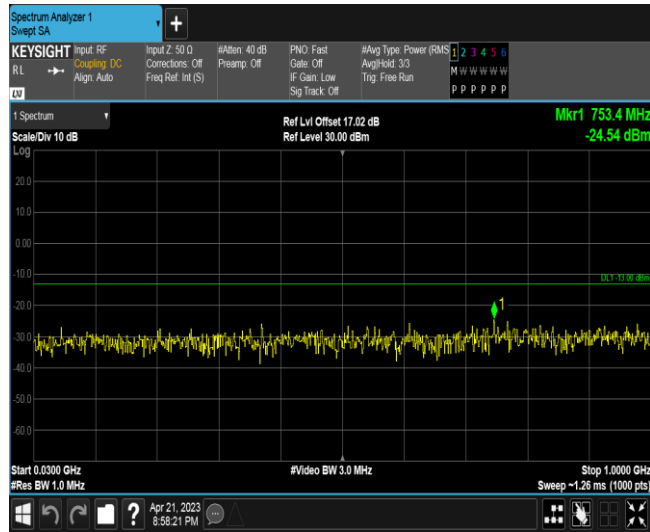 Spectrum Analyzer 1
Swept SA
+
KEYSIGHT
RL
LXI
Input: RF
Coupling: DC
Align: Auto
Input Z: 50 Ω
Corrections: Off
Freq Ref: Int (S)
#Atten: 40 dB
Preamp: Off
PNO: Fast
Gate: Off
IF Gain: Low
Sig Track: Off
#Avg Type: Power (RMS
Avg|Hold: 3/3
Trig: Free Run
1 2 3 4 5 6
M W W W W W
P P P P P P
1 Spectrum
Scale/Div 10 dB
Log
Ref Lvl Offset 17.02 dB
Ref Level 30.00 dBm
Mkr1 753.4 MHz
-24.54 dBm
20.0
10.0
0.00
-10.0
DL1 -13.00 dBm
-20.0
1
-30.0
-40.0
-50.0
-60.0
Start 0.0300 GHz
#Res BW 1.0 MHz
#Video BW 3.0 MHz
Stop 1.0000 GHz
Sweep ~1.26 ms (1000 pts)
?
Apr 21, 2023
8:58:21 PM